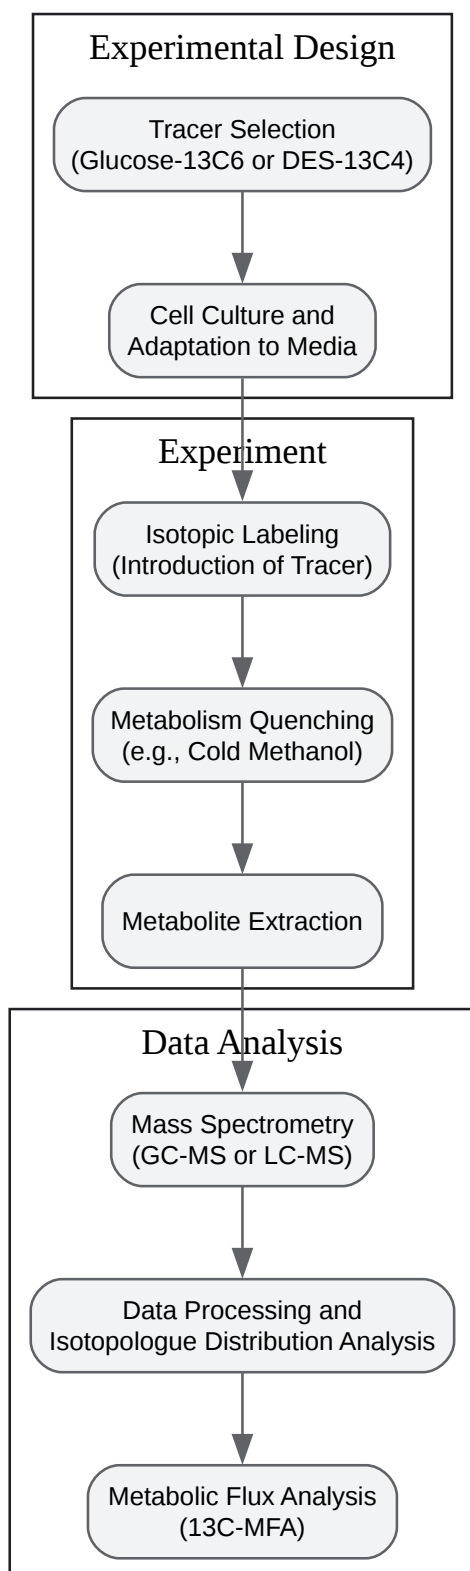 Experimental Design
Tracer Selection
(Glucose-13C6 or DES-13C4)
Cell Culture and
Adaptation to Media
Experiment
Isotopic Labeling
(Introduction of Tracer)
Metabolism Quenching
(e.g., Cold Methanol)
Metabolite Extraction
Data Analysis
Mass Spectrometry
(GC-MS or LC-MS)
Data Processing and
Isotopologue Distribution Analysis
Metabolic Flux Analysis
(13C-MFA)